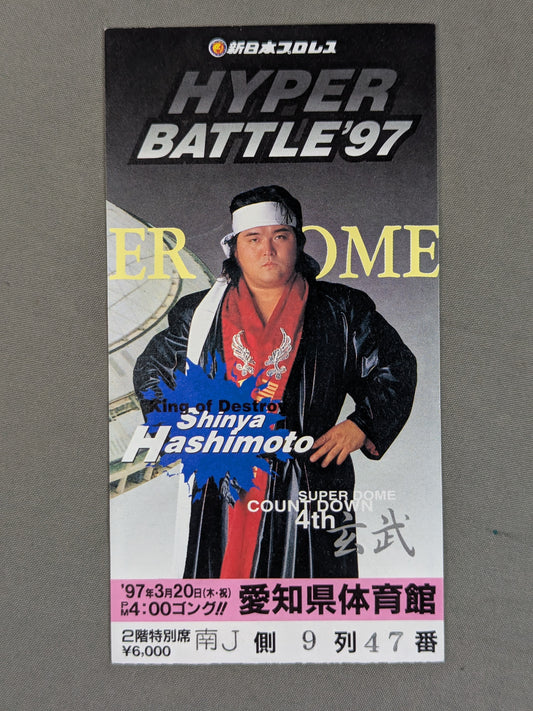 新日本プロレス
HYPER
BATTLE'97
ER OME
King of Destroy
Shinya
Hashimoto
SUPER DOME
COUNT DOWN
4th 玄武
'97年3月20日(木・祝) 愛知県体育館
PM4:00ゴング!!
2階特別席 南J側 9列 47番
¥6,000